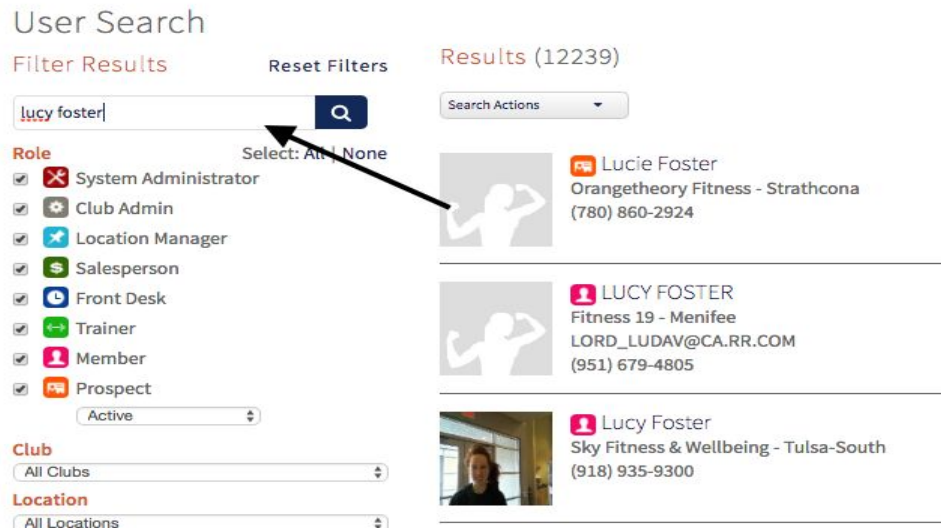 User Search
Filter Results
Reset Filters
lucy foster
Role
Select: All | None
System Administrator
Club Admin
Location Manager
Salesperson
Front Desk
Trainer
Member
Prospect
Active
Club
All Clubs
Location
All Locations
Results (12239)
Search Actions
Lucie Foster
Orangetheory Fitness - Strathcona
(780) 860-2924
LUCY FOSTER
Fitness 19 - Menifee
LORD_LUDAV@CA.RR.COM
(951) 679-4805
Lucy Foster
Sky Fitness & Wellbeing - Tulsa-South
(918) 935-9300